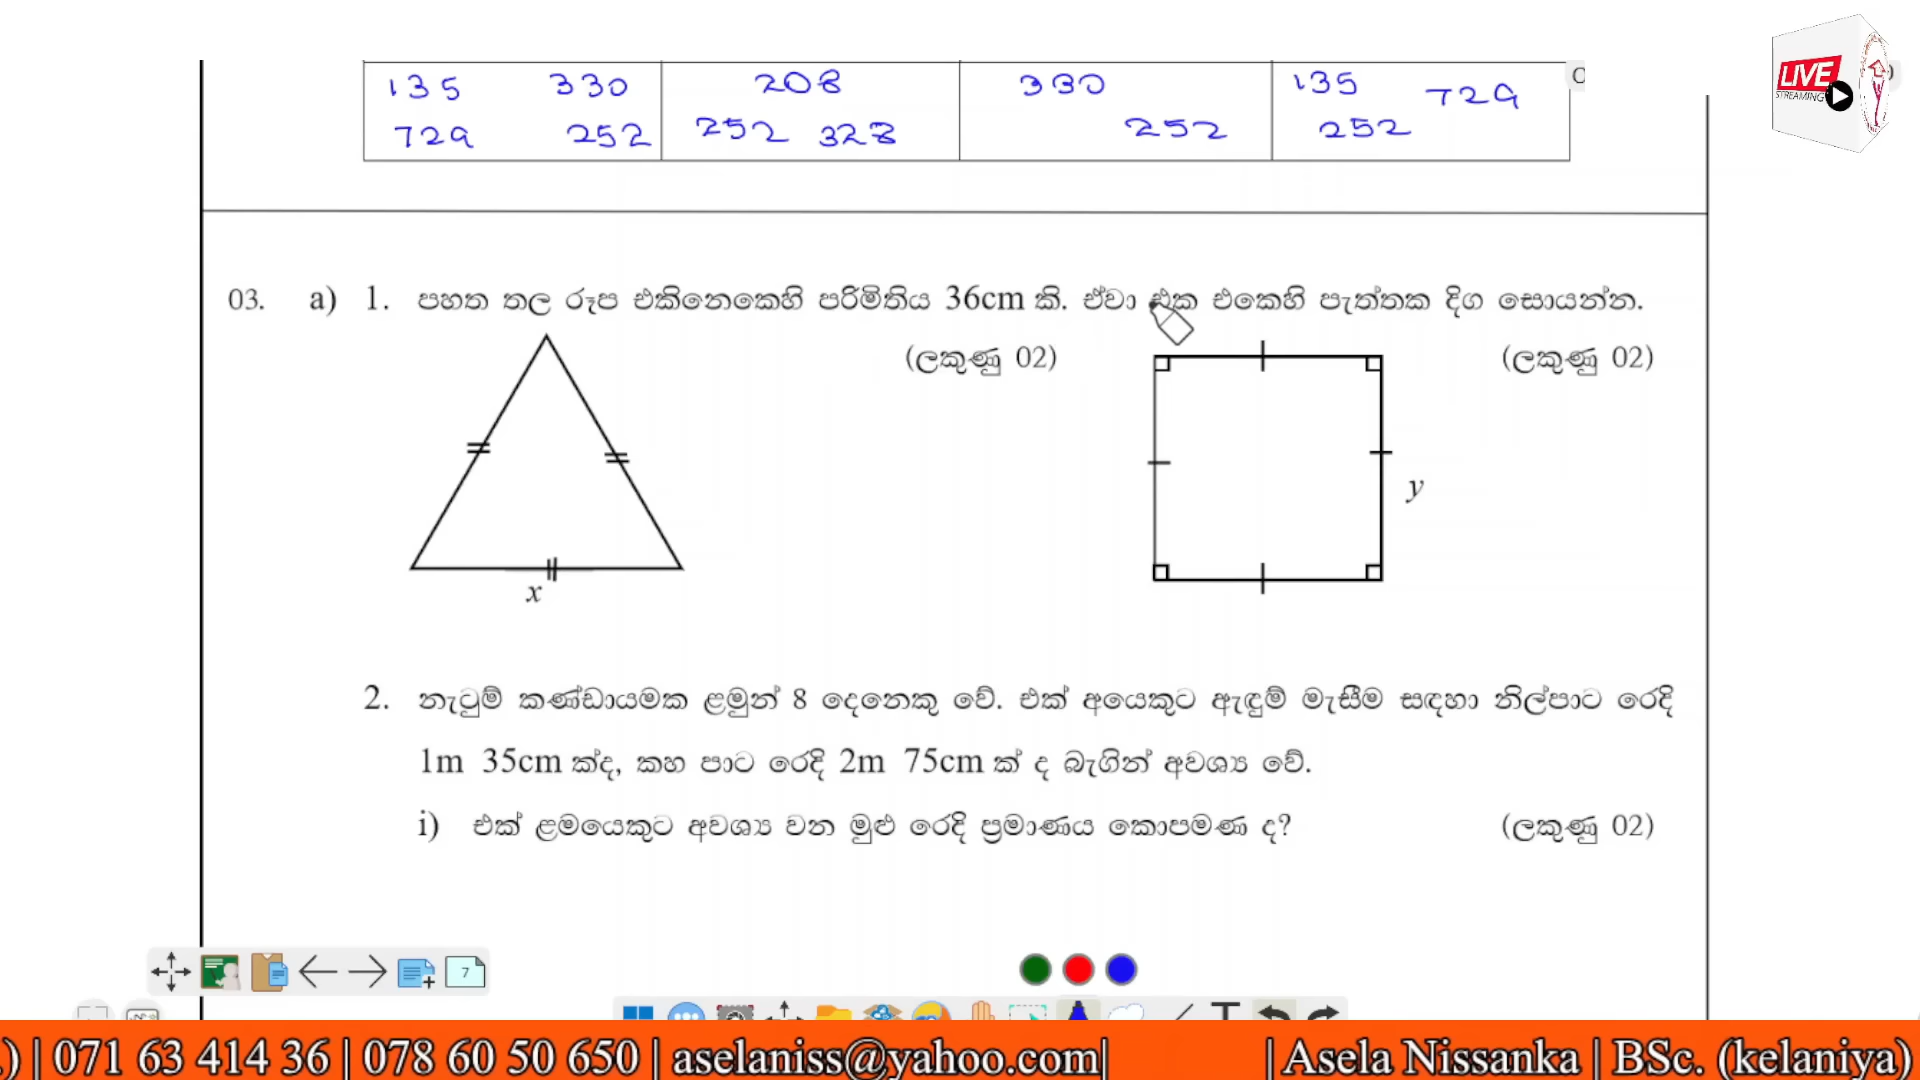 135 330 208 330 135 729
729 252 252 328 252 252
LIVE
STREAMING
03. a) 1. පහත තල රූප එකිනෙකෙහි පරිමිතිය 36cm කි. ඒවා එක එකෙහි පැත්තක දිග සොයන්න.
(ලකුණු 02) (ලකුණු 02)
y
x
2. නැටුම් කණ්ඩායමක ළමුන් 8 දෙනෙකු වේ. එක් අයෙකුට ඇඳුම් මැසීම සඳහා නිල්පාට රෙදි
1m 35cm ක්ද, කහ පාට රෙදි 2m 75cm ක් ද බැගින් අවශ්‍ය වේ.
i) එක් ළමයෙකුට අවශ්‍ය වන මුළු රෙදි ප්‍රමාණය කොපමණ ද? (ලකුණු 02)
7
) | 071 63 414 36 | 078 60 50 650 | aselaniss@yahoo.com| | Asela Nissanka | BSc. (kelaniya)